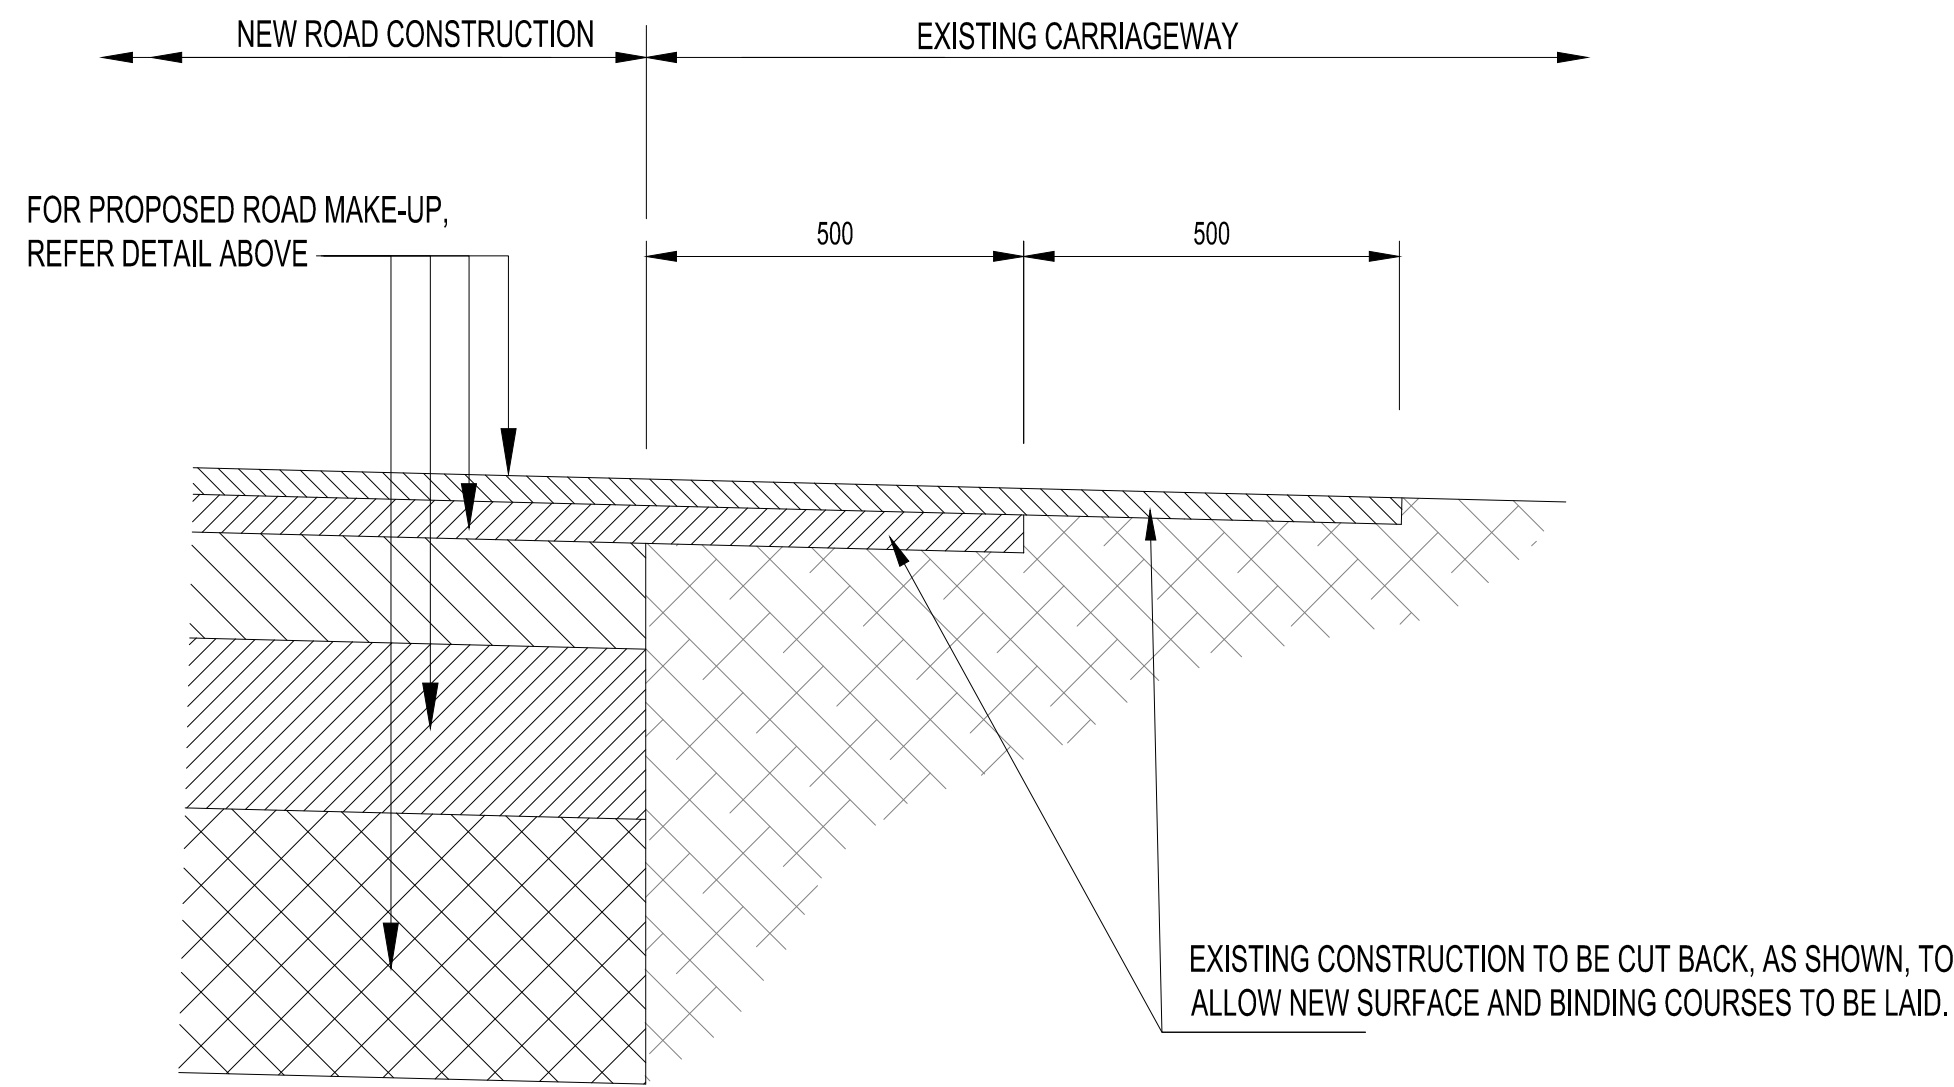 NEW ROAD CONSTRUCTION
EXISTING CARRIAGEWAY
FOR PROPOSED ROAD MAKE-UP,
REFER DETAIL ABOVE
500
500
EXISTING CONSTRUCTION TO BE CUT BACK, AS SHOWN, TO
ALLOW NEW SURFACE AND BINDING COURSES TO BE LAID.